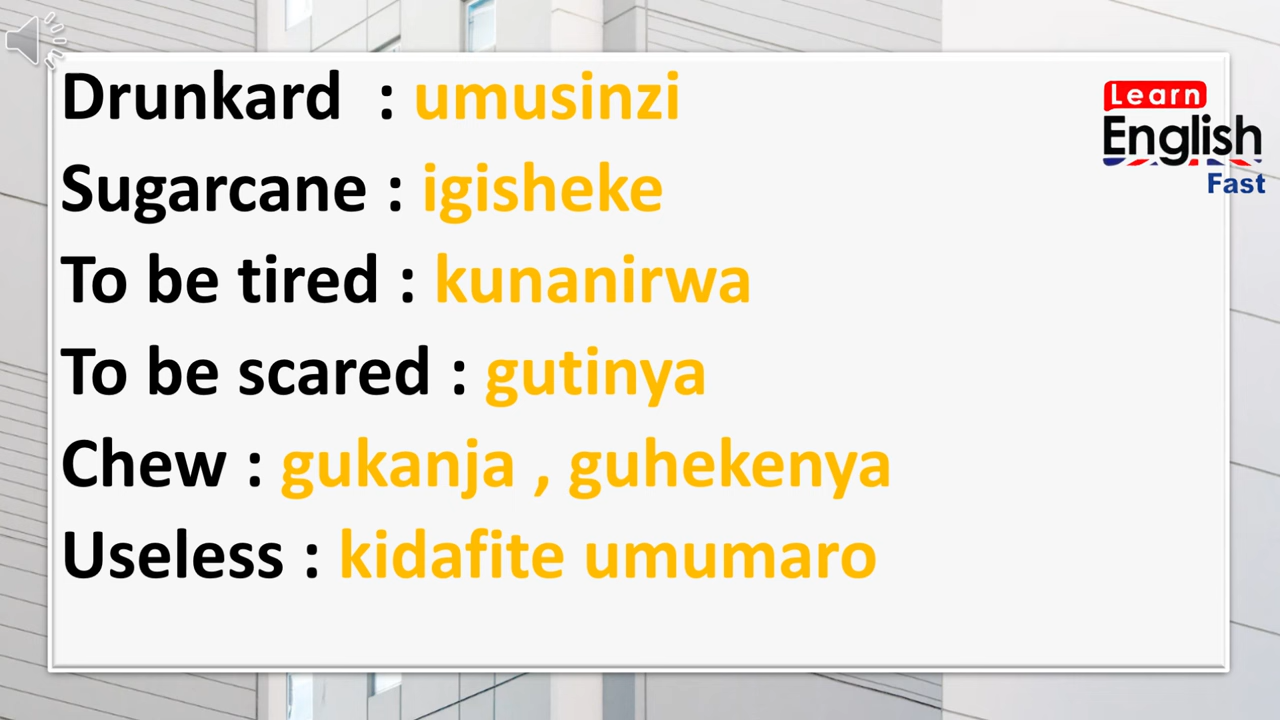 Drunkard : umusinzi
Sugarcane : igisheke
To be tired : kunanirwa
To be scared : gutinya
Chew : gukanja , guhekenya
Useless : kidafite umumaro
Learn
English
Fast